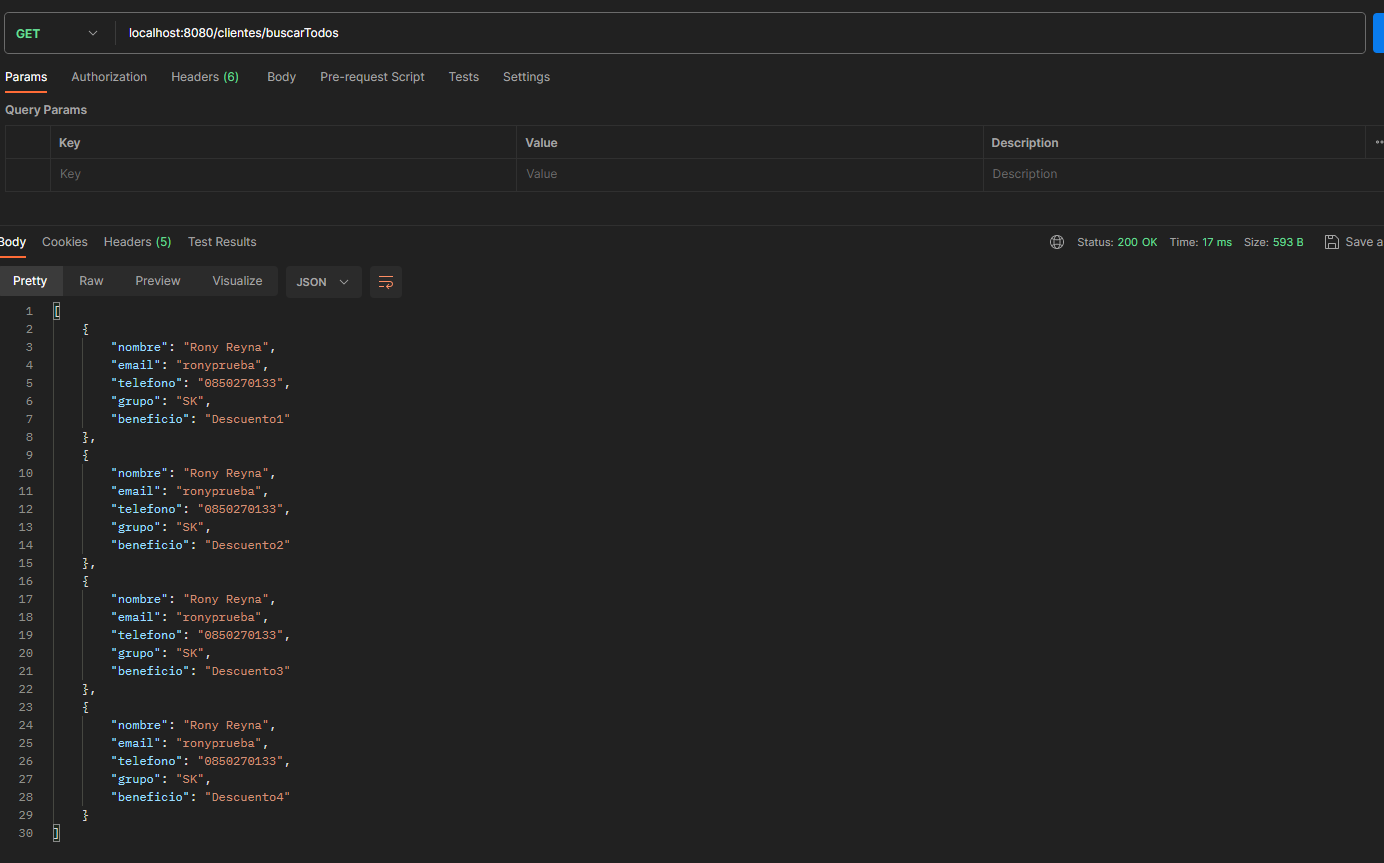 GET localhost:8080/clientes/buscarTodos
Params Authorization Headers (6) Body Pre-request Script Tests Settings
Query Params
Key Value Description
Key Value Description
Body Cookies Headers (5) Test Results Status: 200 OK Time: 17 ms Size: 593 B Save a
Pretty Raw Preview Visualize JSON
1 [
2 {
3 "nombre": "Rony Reyna",
4 "email": "ronyprueba",
5 "telefono": "0850270133",
6 "grupo": "SK",
7 "beneficio": "Descuento1"
8 },
9 {
10 "nombre": "Rony Reyna",
11 "email": "ronyprueba",
12 "telefono": "0850270133",
13 "grupo": "SK",
14 "beneficio": "Descuento2"
15 },
16 {
17 "nombre": "Rony Reyna",
18 "email": "ronyprueba",
19 "telefono": "0850270133",
20 "grupo": "SK",
21 "beneficio": "Descuento3"
22 },
23 {
24 "nombre": "Rony Reyna",
25 "email": "ronyprueba",
26 "telefono": "0850270133",
27 "grupo": "SK",
28 "beneficio": "Descuento4"
29 }
30 ]